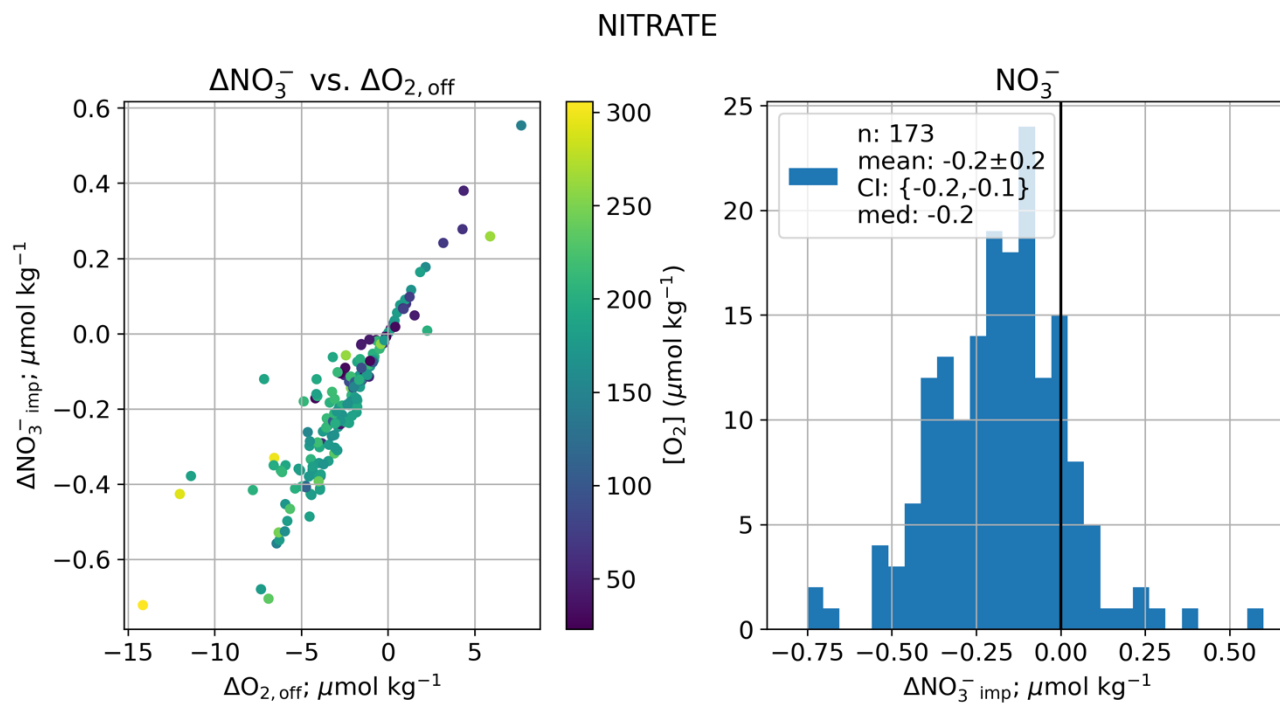 NITRATE
ΔNO₃⁻ vs. ΔO₂, off
0.6
0.4
0.2
0.0
−0.2
−0.4
−0.6
ΔNO₃⁻ imp; μmol kg⁻¹
−15 −10 −5 0 5
ΔO₂, off; μmol kg⁻¹
300
250
200
150
100
50
[O₂] (μmol kg⁻¹)
NO₃⁻
25
20
15
10
5
0
n: 173
mean: -0.2±0.2
CI: {-0.2,-0.1}
med: -0.2
−0.75 −0.50 −0.25 0.00 0.25 0.50
ΔNO₃⁻ imp; μmol kg⁻¹